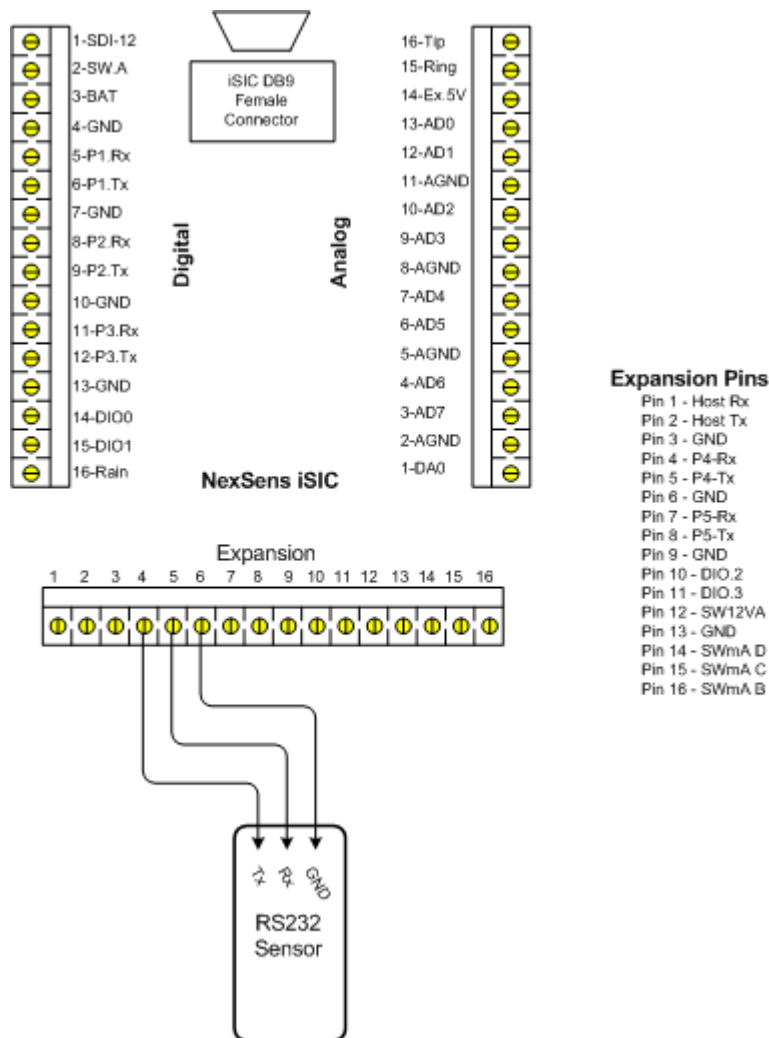 1-SDI-12
2-SW.A
3-BAT
4-GND
5-P1.Rx
6-P1.Tx
7-GND
8-P2.Rx
9-P2.Tx
10-GND
11-P3.Rx
12-P3.Tx
13-GND
14-DIO0
15-DIO1
16-Rain
iSIC DB9
Female
Connector
Digital
Analog
NexSens iSIC
16-Tip
15-Ring
14-Ex.5V
13-AD0
12-AD1
11-AGND
10-AD2
9-AD3
8-AGND
7-AD4
6-AD5
5-AGND
4-AD6
3-AD7
2-AGND
1-DA0
Expansion Pins
Pin 1 - Host Rx
Pin 2 - Host Tx
Pin 3 - GND
Pin 4 - P4-Rx
Pin 5 - P4-Tx
Pin 6 - GND
Pin 7 - P5-Rx
Pin 8 - P5-Tx
Pin 9 - GND
Pin 10 - DIO.2
Pin 11 - DIO.3
Pin 12 - SW12VA
Pin 13 - GND
Pin 14 - SWmA D
Pin 15 - SWmA C
Pin 16 - SWmA B
Expansion
1 2 3 4 5 6 7 8 9 10 11 12 13 14 15 16
Tx Rx GND
RS232
Sensor